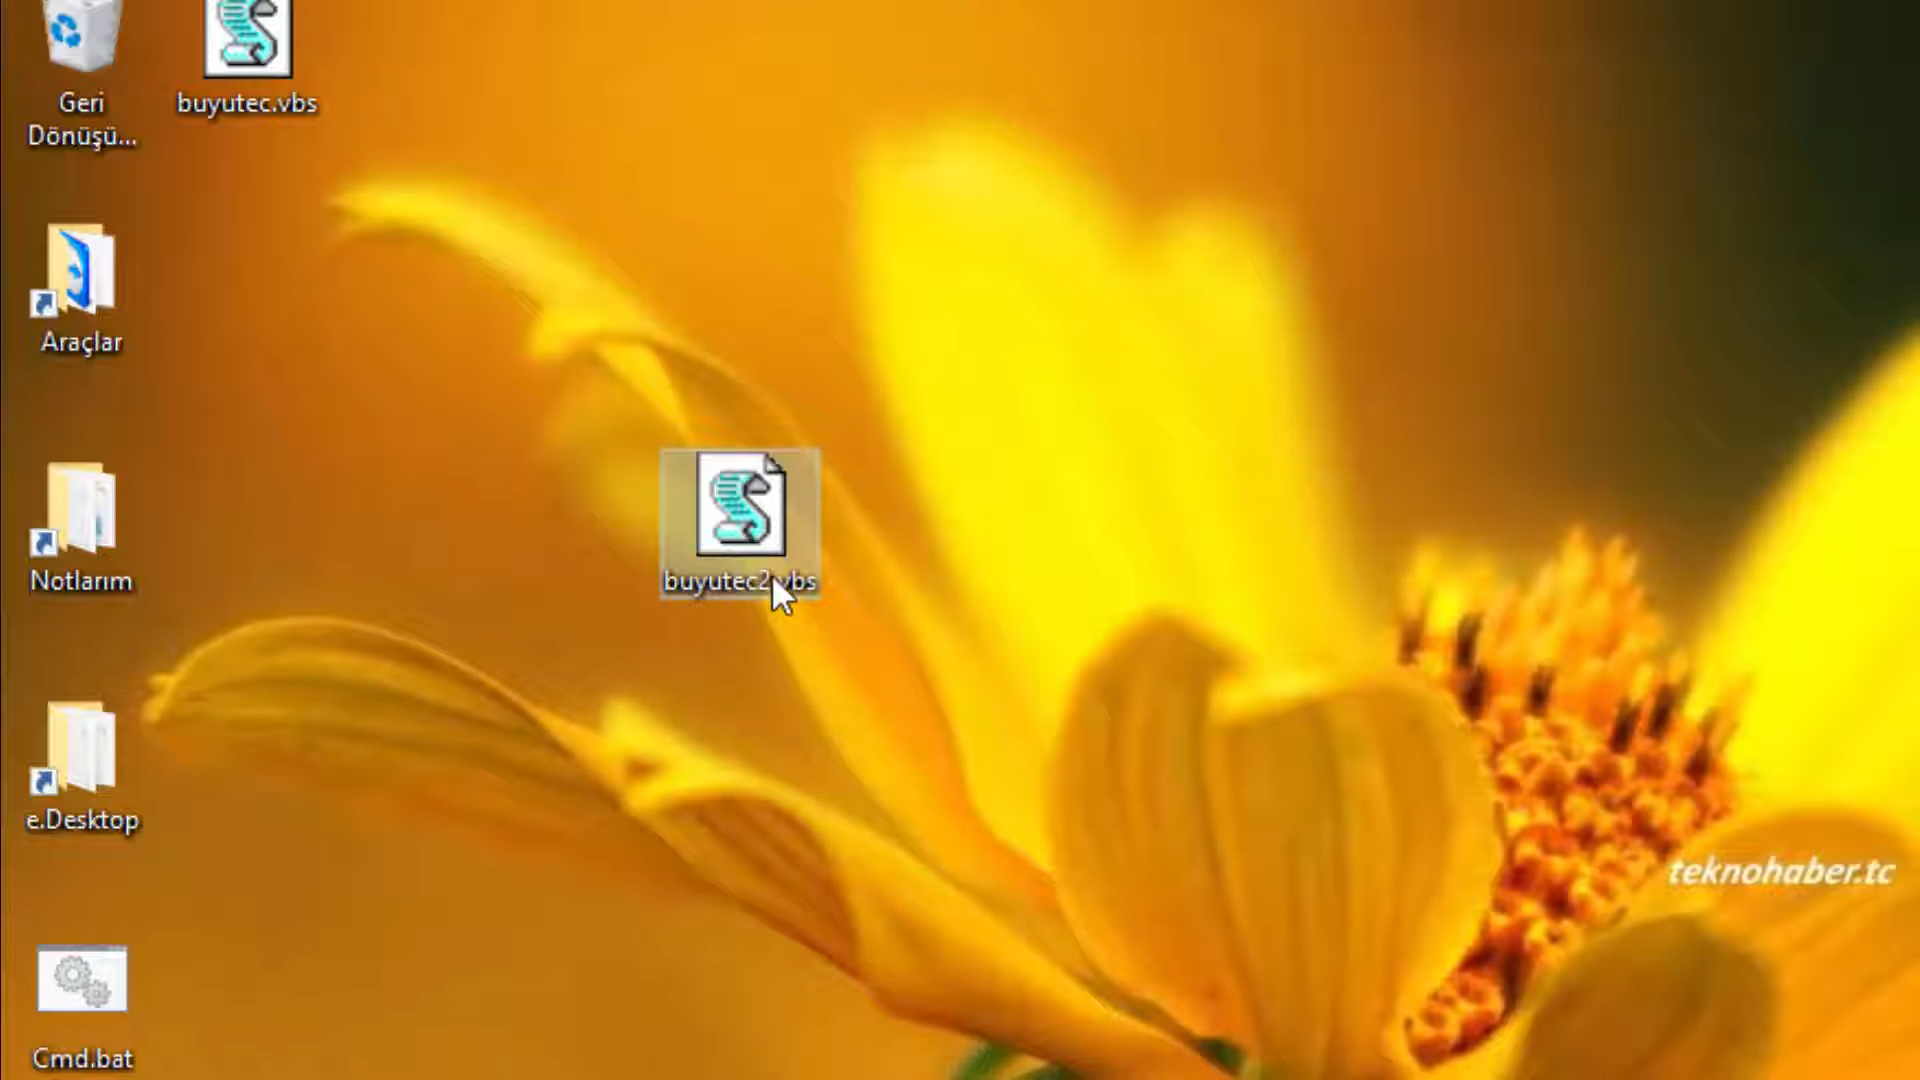 Geri
Dönüşü...
buyutec.vbs
Araçlar
Notlarım
buyutec2.vbs
e.Desktop
teknohaber.tc
Cmd.bat